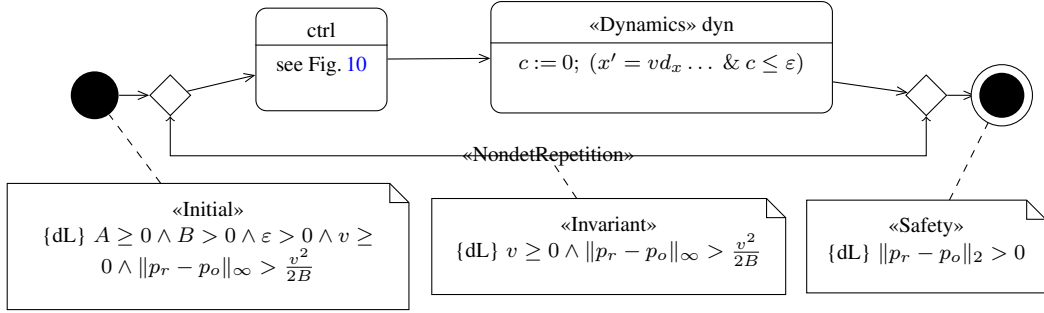 ctrl
see Fig. 10
«Dynamics» dyn
c := 0; (x′ = vd_x … & c ≤ ε)
«NondetRepetition»
«Initial»
{dL} A ≥ 0 ∧ B > 0 ∧ ε > 0 ∧ v ≥
0 ∧ ‖p_r − p_o‖_∞ > v²/2B
«Invariant»
{dL} v ≥ 0 ∧ ‖p_r − p_o‖_∞ > v²/2B
«Safety»
{dL} ‖p_r − p_o‖_2 > 0